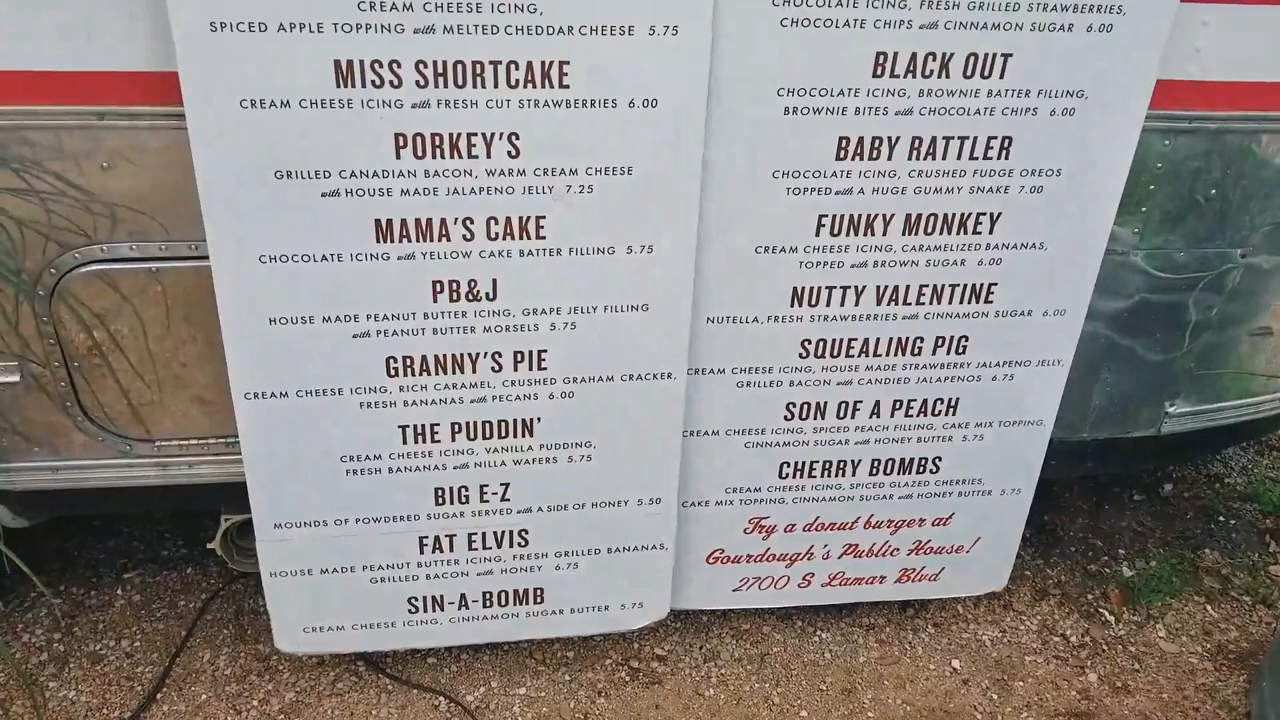 CREAM CHEESE ICING,
SPICED APPLE TOPPING with MELTED CHEDDAR CHEESE 5.75
MISS SHORTCAKE
CREAM CHEESE ICING with FRESH CUT STRAWBERRIES 6.00
PORKEY'S
GRILLED CANADIAN BACON, WARM CREAM CHEESE
with HOUSE MADE JALAPENO JELLY 7.25
MAMA'S CAKE
CHOCOLATE ICING with YELLOW CAKE BATTER FILLING 5.75
PB&J
HOUSE MADE PEANUT BUTTER ICING, GRAPE JELLY FILLING
with PEANUT BUTTER MORSELS 5.75
GRANNY'S PIE
CREAM CHEESE ICING, RICH CARAMEL, CRUSHED GRAHAM CRACKER,
FRESH BANANAS with PECANS 6.00
THE PUDDIN'
CREAM CHEESE ICING, VANILLA PUDDING,
FRESH BANANAS with NILLA WAFERS 5.75
BIG E-Z
MOUNDS OF POWDERED SUGAR SERVED with A SIDE OF HONEY 5.50
FAT ELVIS
HOUSE MADE PEANUT BUTTER ICING, FRESH GRILLED BANANAS,
GRILLED BACON with HONEY 6.75
SIN-A-BOMB
CREAM CHEESE ICING, CINNAMON SUGAR BUTTER 5.75
CHOCOLATE ICING, FRESH GRILLED STRAWBERRIES,
CHOCOLATE CHIPS with CINNAMON SUGAR 6.00
BLACK OUT
CHOCOLATE ICING, BROWNIE BATTER FILLING,
BROWNIE BITES with CHOCOLATE CHIPS 6.00
BABY RATTLER
CHOCOLATE ICING, CRUSHED FUDGE OREOS
TOPPED with A HUGE GUMMY SNAKE 7.00
FUNKY MONKEY
CREAM CHEESE ICING, CARAMELIZED BANANAS,
TOPPED with BROWN SUGAR 6.00
NUTTY VALENTINE
NUTELLA, FRESH STRAWBERRIES with CINNAMON SUGAR 6.00
SQUEALING PIG
CREAM CHEESE ICING, HOUSE MADE STRAWBERRY JALAPENO JELLY,
GRILLED BACON with CANDIED JALAPENOS 6.75
SON OF A PEACH
CREAM CHEESE ICING, SPICED PEACH FILLING, CAKE MIX TOPPING,
CINNAMON SUGAR with HONEY BUTTER 5.75
CHERRY BOMBS
CREAM CHEESE ICING, SPICED GLAZED CHERRIES,
CAKE MIX TOPPING, CINNAMON SUGAR with HONEY BUTTER 5.75
Try a donut burger at
Gourdough's Public House!
2700 S Lamar Blvd